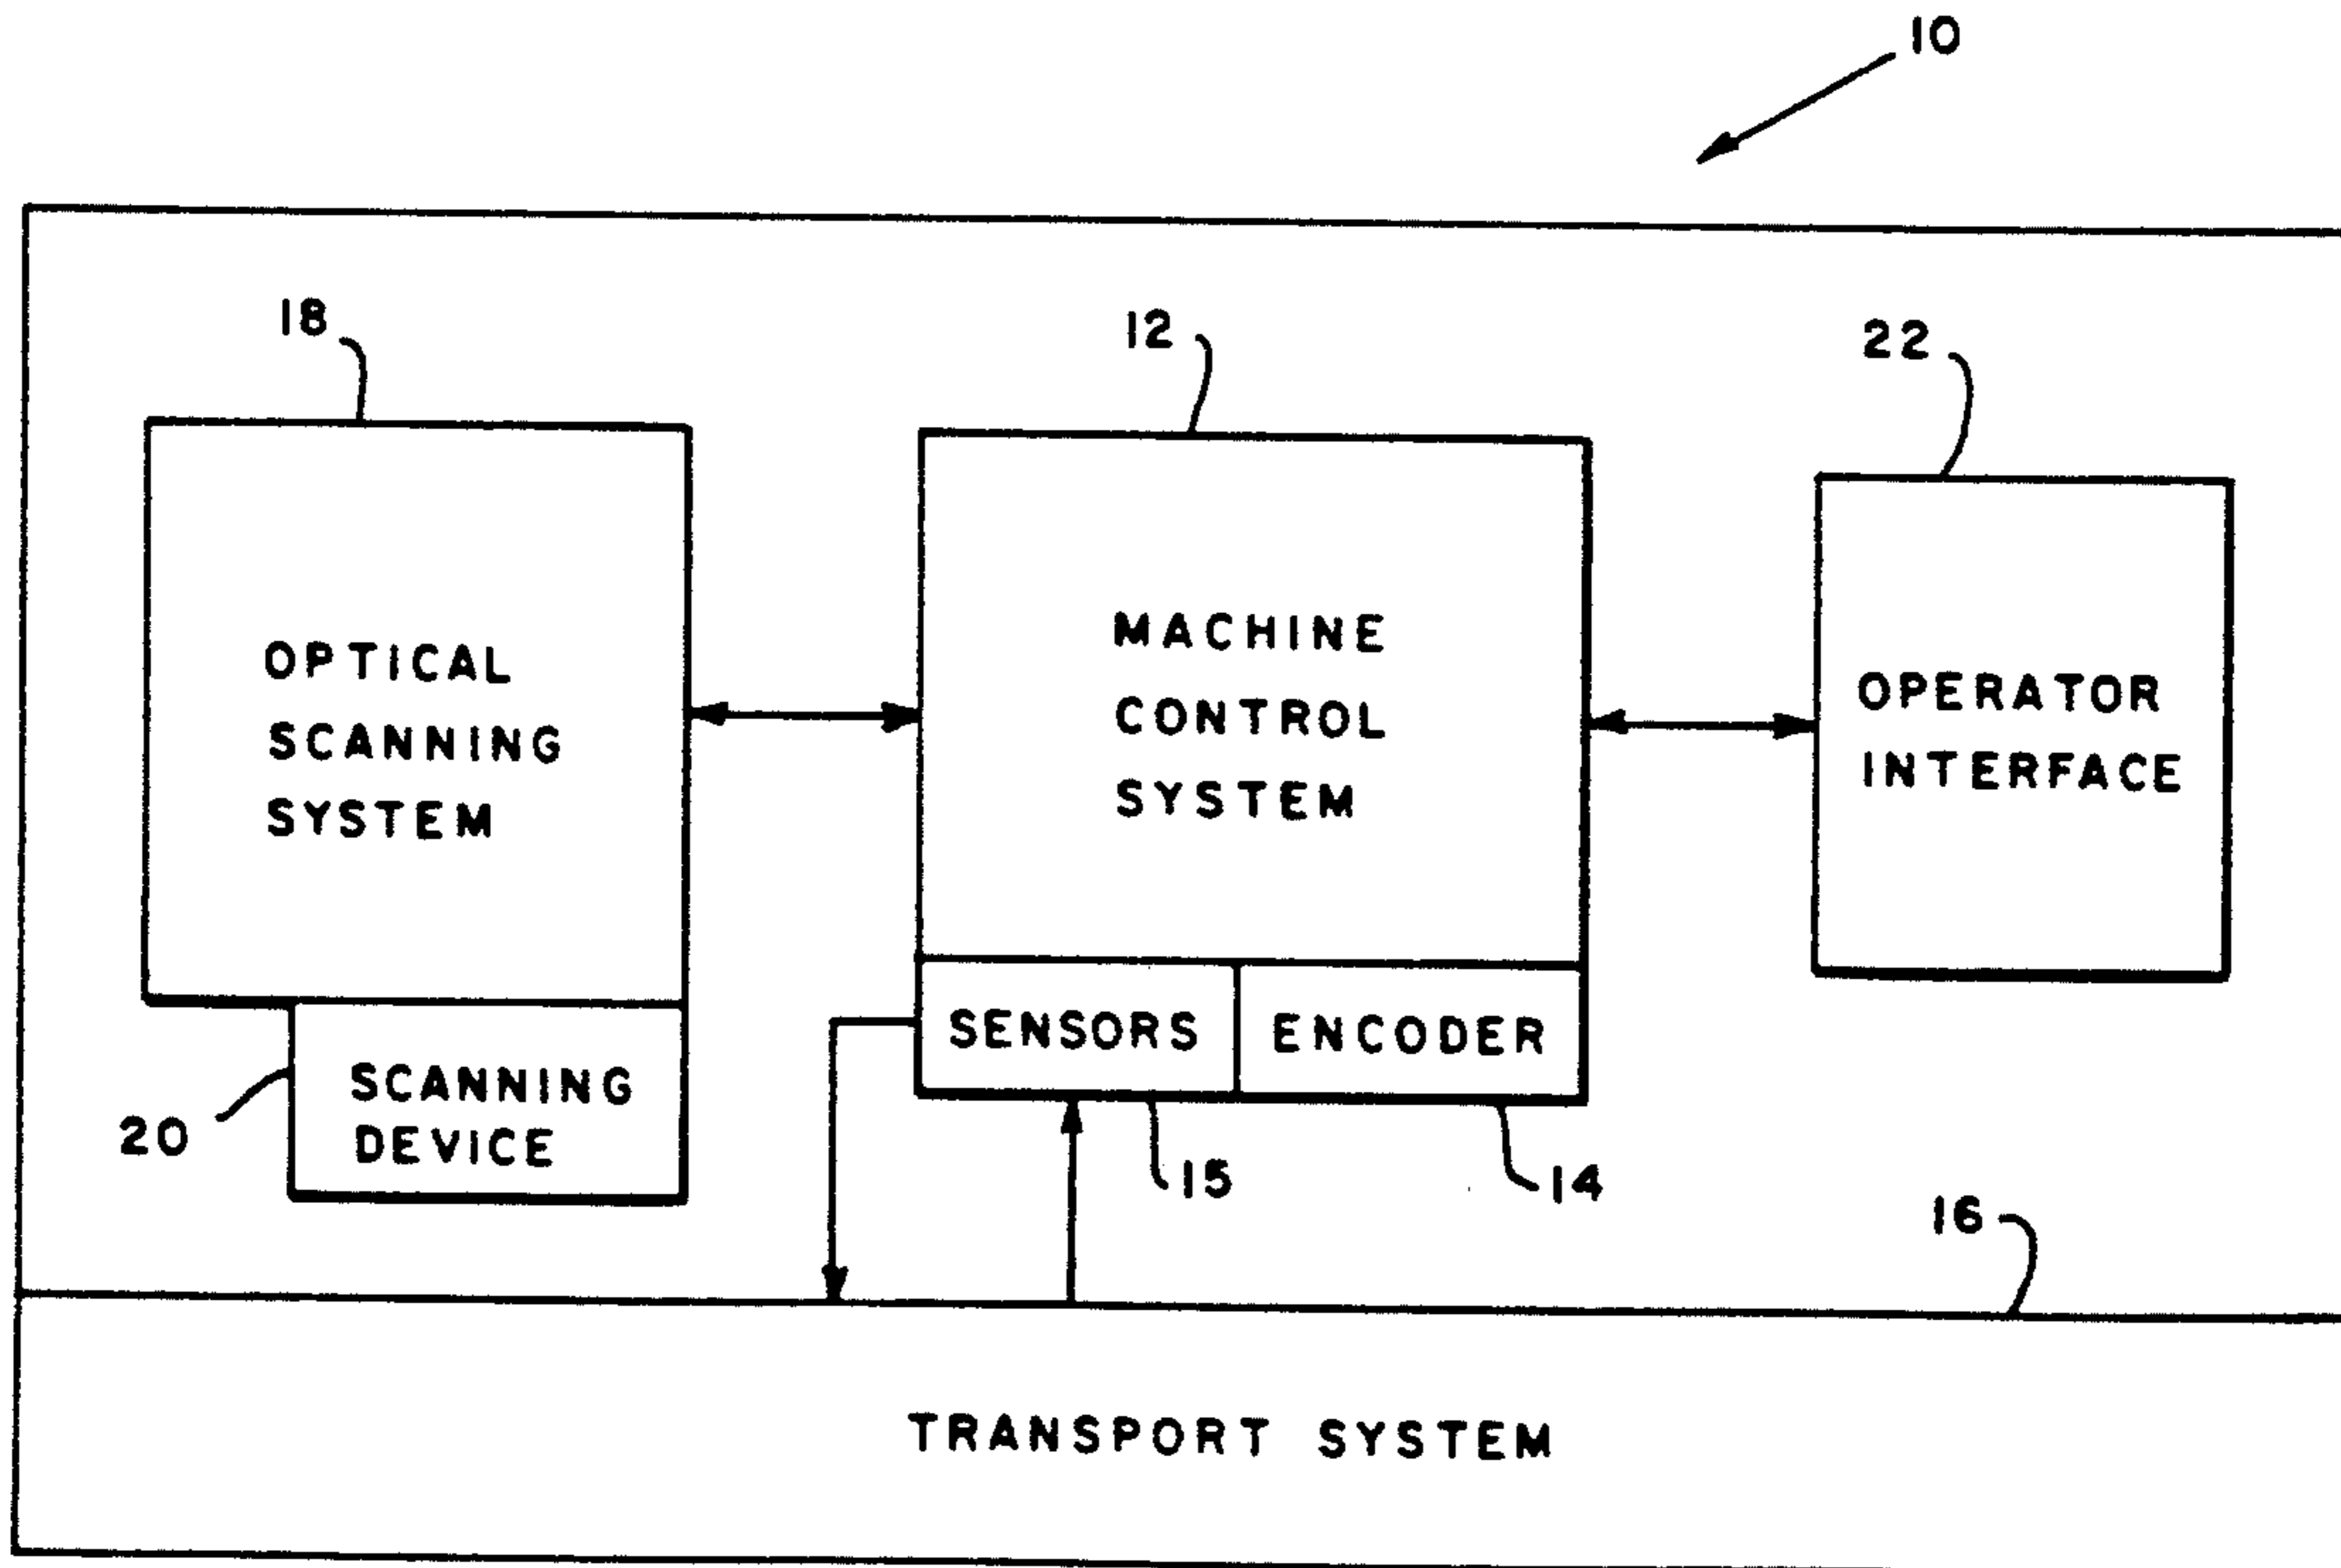 10
18
12
22
OPTICAL
SCANNING
SYSTEM
MACHINE
CONTROL
SYSTEM
OPERATOR
INTERFACE
SENSORS
ENCODER
SCANNING
DEVICE
20
15
14
16
TRANSPORT SYSTEM